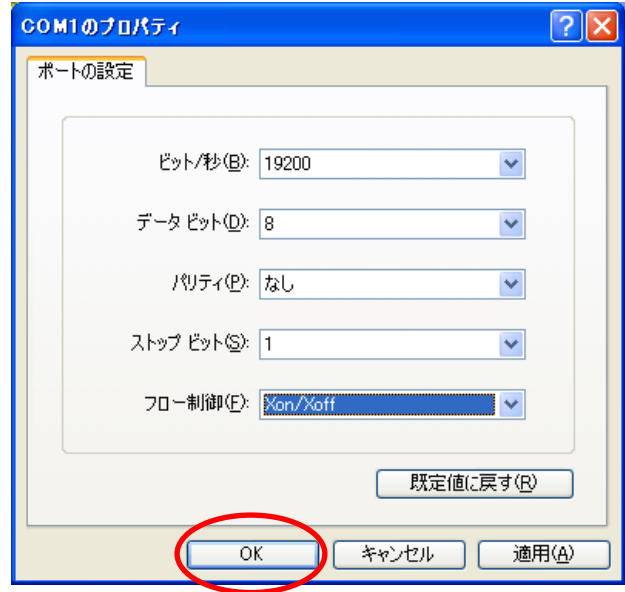 COM1のプロパティ
ポートの設定
ビット/秒(B): 19200
データ ビット(D): 8
パリティ(P): なし
ストップ ビット(S): 1
フロー制御(F): Xon/Xoff
既定値に戻す(R)
OK キャンセル 適用(A)